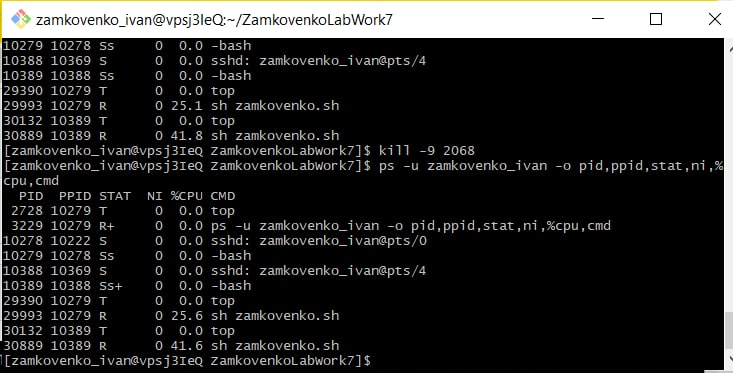 zamkovenko_ivan@vpsj3IeQ:~/ZamkovenkoLabWork7
10279 10278 Ss     0  0.0 -bash
10388 10369 S      0  0.0 sshd: zamkovenko_ivan@pts/4
10389 10388 Ss     0  0.0 -bash
29390 10279 T      0  0.0 top
29993 10279 R      0 25.1 sh zamkovenko.sh
30132 10389 T      0  0.0 top
30889 10389 R      0 41.8 sh zamkovenko.sh
[zamkovenko_ivan@vpsj3IeQ ZamkovenkoLabWork7]$ kill -9 2068
[zamkovenko_ivan@vpsj3IeQ ZamkovenkoLabWork7]$ ps -u zamkovenko_ivan -o pid,ppid,stat,ni,%
cpu,cmd
  PID  PPID STAT  NI %CPU CMD
 2728 10279 T      0  0.0 top
 3229 10279 R+     0  0.0 ps -u zamkovenko_ivan -o pid,ppid,stat,ni,%cpu,cmd
10278 10222 S      0  0.0 sshd: zamkovenko_ivan@pts/0
10279 10278 Ss     0  0.0 -bash
10388 10369 S      0  0.0 sshd: zamkovenko_ivan@pts/4
10389 10388 Ss+    0  0.0 -bash
29390 10279 T      0  0.0 top
29993 10279 R      0 25.6 sh zamkovenko.sh
30132 10389 T      0  0.0 top
30889 10389 R      0 41.6 sh zamkovenko.sh
[zamkovenko_ivan@vpsj3IeQ ZamkovenkoLabWork7]$